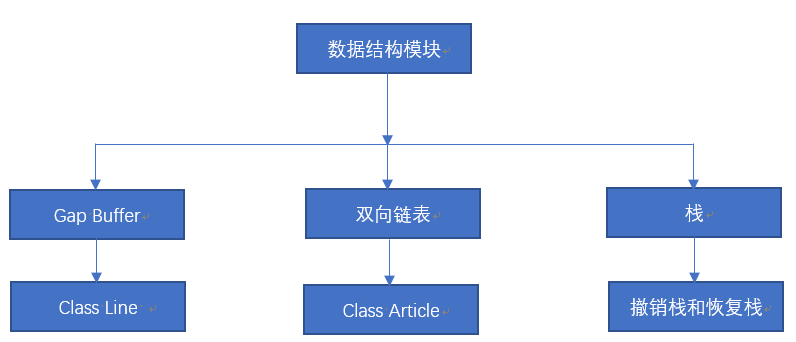 数据结构模块
Gap Buffer
双向链表
栈
Class Line
Class Article
撤销栈和恢复栈